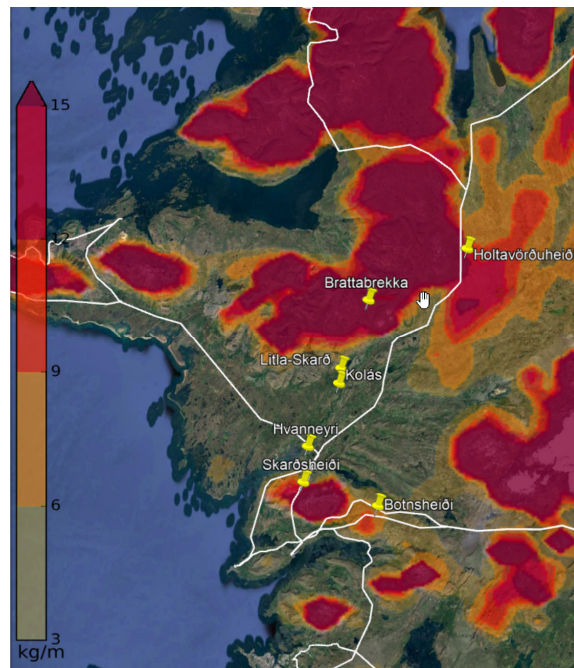 15
12
Holtavörðuheið
Brattabrekka
9
Litla-Skarð
Kolás
Hvanneyri
Skarðsheiði
6
Botnsheiði
3
kg/m